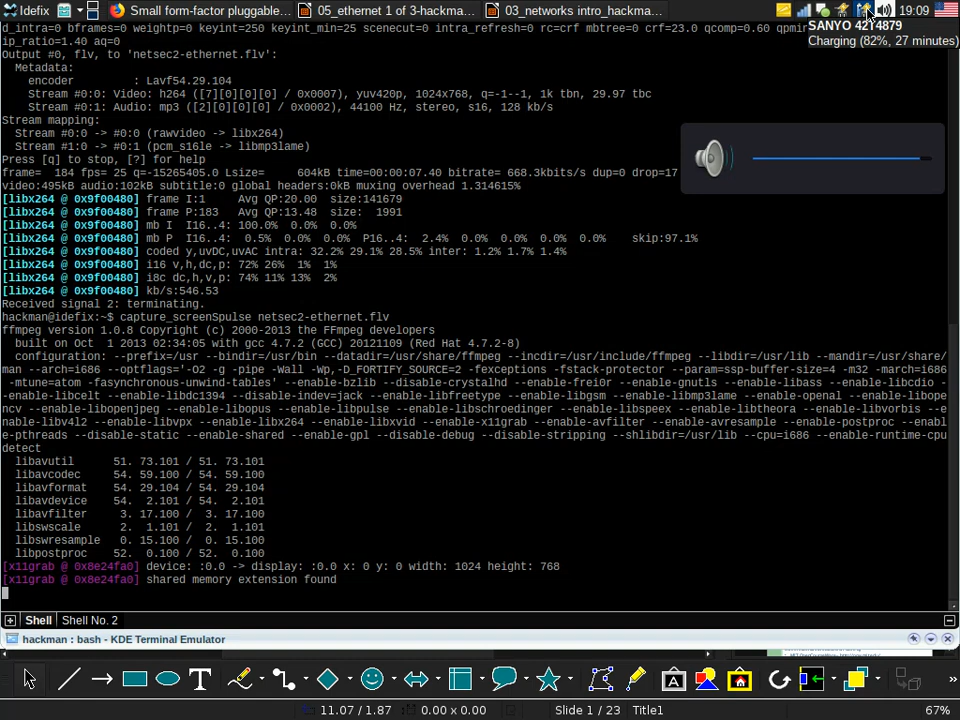 idefix
Small form-factor pluggable...
05_ethernet 1 of 3-hackma...
03_networks intro_hackma...
19:09
SANYO 42T4879
Charging (82%, 27 minutes)
d_intra=0 bframes=0 weightp=0 keyint=250 keyint_min=25 scenecut=0 intra_refresh=0 rc=crf mbtree=0 crf=23.0 qcomp=0.60 qpmi
ip_ratio=1.40 aq=0
Output #0, flv, to 'netsec2-ethernet.flv':
Metadata:
encoder : Lavf54.29.104
Stream #0:0: Video: h264 ([7][0][0][0] / 0x0007), yuv420p, 1024x768, q=-1--1, 1k tbn, 29.97 tbc
Stream #0:1: Audio: mp3 ([2][0][0][0] / 0x0002), 44100 Hz, stereo, s16, 128 kb/s
Stream mapping:
Stream #0:0 -> #0:0 (rawvideo -> libx264)
Stream #1:0 -> #0:1 (pcm_s16le -> libmp3lame)
Press [q] to stop, [?] for help
frame= 184 fps= 25 q=-15265405.0 Lsize= 604kB time=00:00:07.40 bitrate= 668.3kbits/s dup=0 drop=17
video:495kB audio:102kB subtitle:0 global headers:0kB muxing overhead 1.314615%
[libx264 @ 0x9f00480] frame I:1 Avg QP:20.00 size:141679
[libx264 @ 0x9f00480] frame P:183 Avg QP:13.48 size: 1991
[libx264 @ 0x9f00480] mb I I16..4: 100.0% 0.0% 0.0%
[libx264 @ 0x9f00480] mb P I16..4: 0.5% 0.0% 0.0% P16..4: 2.4% 0.0% 0.0% 0.0% 0.0% skip:97.1%
[libx264 @ 0x9f00480] coded y,uvDC,uvAC intra: 32.2% 29.1% 28.5% inter: 1.2% 1.7% 1.4%
[libx264 @ 0x9f00480] i16 v,h,dc,p: 72% 26% 1% 1%
[libx264 @ 0x9f00480] i8c dc,h,v,p: 74% 11% 13% 2%
[libx264 @ 0x9f00480] kb/s:546.53
Received signal 2: terminating.
hackman@idefix:~$ capture_screenSpulse netsec2-ethernet.flv
ffmpeg version 1.0.8 Copyright (c) 2000-2013 the FFmpeg developers
built on Oct 1 2013 02:34:05 with gcc 4.7.2 (GCC) 20121109 (Red Hat 4.7.2-8)
configuration: --prefix=/usr --bindir=/usr/bin --datadir=/usr/share/ffmpeg --incdir=/usr/include/ffmpeg --libdir=/usr/lib --mandir=/usr/share/
man --arch=i686 --optflags='-O2 -g -pipe -Wall -Wp,-D_FORTIFY_SOURCE=2 -fexceptions -fstack-protector --param=ssp-buffer-size=4 -m32 -march=i686
-mtune=atom -fasynchronous-unwind-tables' --enable-bzlib --disable-crystalhd --enable-frei0r --enable-gnutls --enable-libass --enable-libcdio -
-enable-libcelt --enable-libdc1394 --disable-indev=jack --enable-libfreetype --enable-libgsm --enable-libmp3lame --enable-openal --enable-libope
ncv --enable-libopenjpeg --enable-libopus --enable-libpulse --enable-libschroedinger --enable-libspeex --enable-libtheora --enable-libvorbis --e
nable-libv4l2 --enable-libvpx --enable-libx264 --enable-libxvid --enable-x11grab --enable-avfilter --enable-avresample --enable-postproc --enabl
e-pthreads --disable-static --enable-shared --enable-gpl --disable-debug --disable-stripping --shlibdir=/usr/lib --cpu=i686 --enable-runtime-cpu
detect
libavutil 51. 73.101 / 51. 73.101
libavcodec 54. 59.100 / 54. 59.100
libavformat 54. 29.104 / 54. 29.104
libavdevice 54. 2.101 / 54. 2.101
libavfilter 3. 17.100 / 3. 17.100
libswscale 2. 1.101 / 2. 1.101
libswresample 0. 15.100 / 0. 15.100
libpostproc 52. 0.100 / 52. 0.100
[x11grab @ 0x8e24fa0] device: :0.0 -> display: :0.0 x: 0 y: 0 width: 1024 height: 768
[x11grab @ 0x8e24fa0] shared memory extension found
Shell
Shell No. 2
hackman : bash - KDE Terminal Emulator
11.07 / 1.87
0.00 x 0.00
Slide 1 / 23
Title1
67%